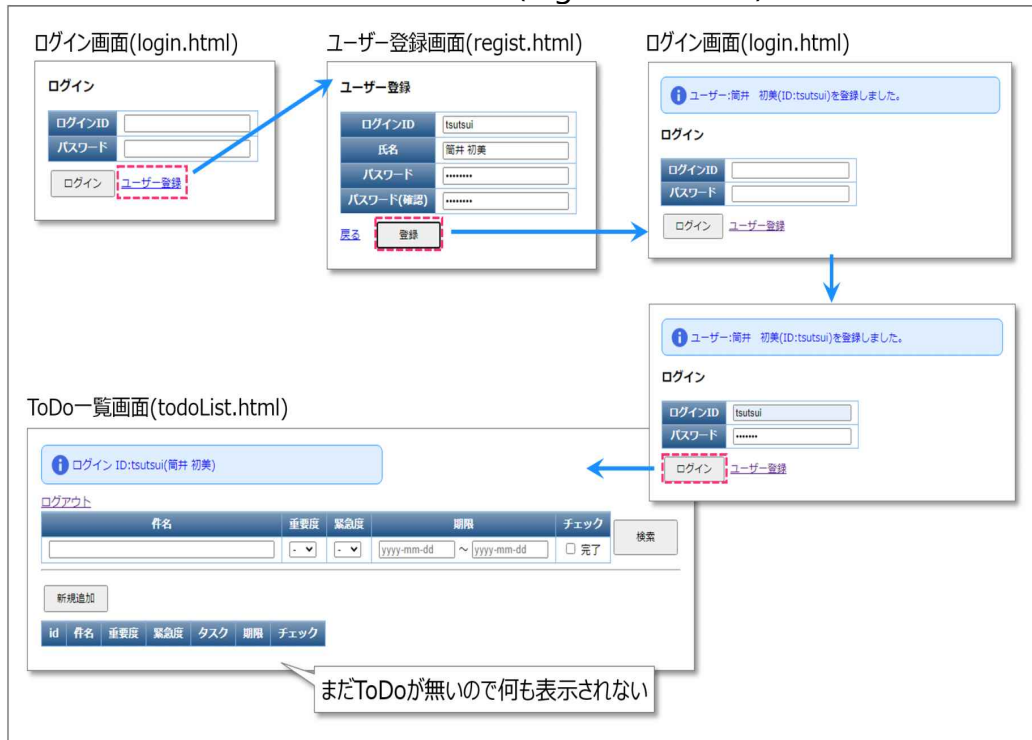 ログイン画面(login.html)
ログイン
ログインID
パスワード
ログイン ユーザー登録
ユーザー登録画面(regist.html)
ユーザー登録
ログインID tsutsui
氏名 筒井 初美
パスワード ••••••••
パスワード(確認) ••••••••
戻る 登録
ログイン画面(login.html)
ユーザー:筒井 初美(ID:tsutsui)を登録しました。
ログイン
ログインID
パスワード
ログイン ユーザー登録
ユーザー:筒井 初美(ID:tsutsui)を登録しました。
ログイン
ログインID tsutsui
パスワード •••••••
ログイン ユーザー登録
ToDo一覧画面(todoList.html)
ログイン ID:tsutsui(筒井 初美)
ログアウト
件名 重要度 緊急度 期限 チェック
- - yyyy-mm-dd ～ yyyy-mm-dd 完了 検索
新規追加
id 件名 重要度 緊急度 タスク 期限 チェック
まだToDoが無いので何も表示されない